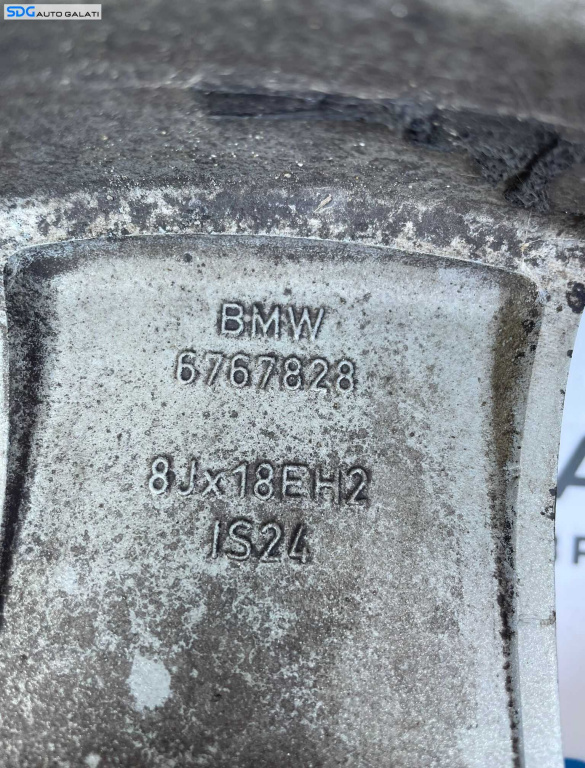 SDG AUTO GALATI
BMW
6767828
8Jx18EH2
IS24